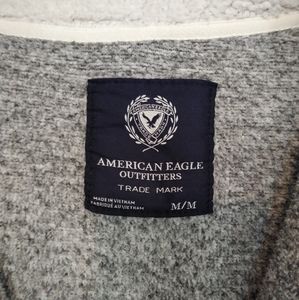 AMERICAN EAGLE
OUTFITTERS
TRADE MARK
MADE IN VIETNAM
FABRIQUÉ AU VIETNAM
M/M